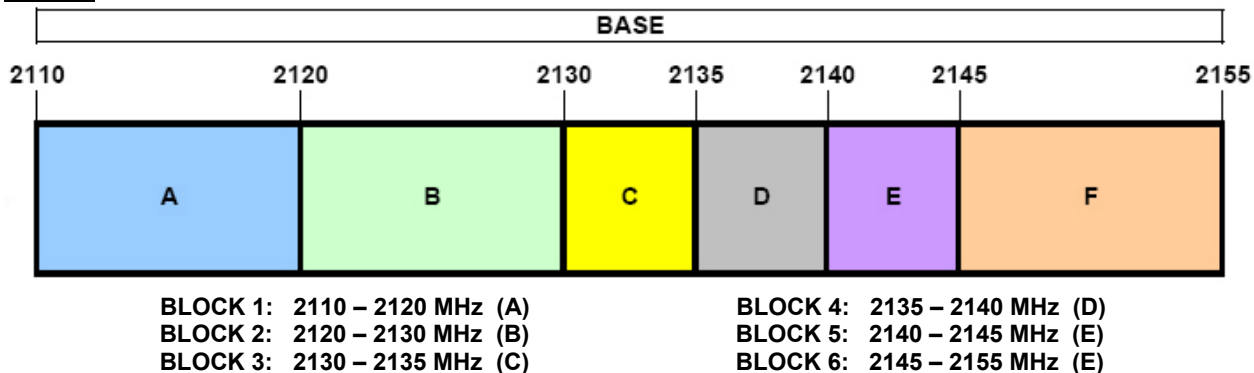 BASE
2110 2120 2130 2135 2140 2145 2155
A B C D E F
BLOCK 1: 2110 – 2120 MHz (A) BLOCK 4: 2135 – 2140 MHz (D)
BLOCK 2: 2120 – 2130 MHz (B) BLOCK 5: 2140 – 2145 MHz (E)
BLOCK 3: 2130 – 2135 MHz (C) BLOCK 6: 2145 – 2155 MHz (E)